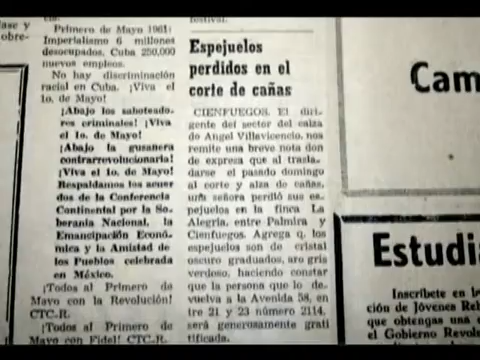 ase y
obre-
Primero de Mayo 1961:
Imperialismo 6 millones
desocupados, Cuba 250,000
nuevos empleos.
No hay discriminación
racial en Cuba. ¡Viva el
1o. de Mayo!
¡Abajo los saboteado-
res criminales! ¡Viva
el 1o. de Mayo!
¡Abajo la gusanera
contrarrevolucionaria!
¡Viva el 1o. de Mayo!
Respaldamos los acuer-
dos de la Conferencia
Continental por la So-
berania Nacional, la
Emancipación Econó-
mica y la Amistad de
los Pueblos celebrada
en México.
¡Todos al Primero de
Mayo con la Revolución!
CTC-R.
¡Todos al Primero de
Mayo con Fidel! CTC-R.
festival.
Espejuelos
perdidos en el
corte de cañas
CIENFUEGOS. El diri-
gente del sector del calza
do Angel Villavicencio, nos
remite una breve nota don
de expresa que al trasla-
darse el pasado domingo
al corte y alza de cañas,
una señora perdió sus es-
pejuelos en la finca La
Alegría, entre Palmira y
Cienfuegos. Agrega q. los
espejuelos son de cristal
oscuro graduados, aro gris
verdoso, haciendo constar
que la persona que lo de-
vuelva a la Avenida 58, en
tre 21 y 23 número 2114,
será generosamente grati
ficada.
Cam
Estudi
Inscríbete en
ción de Jóvenes Reb
que obtengas una
el Gobierno Revol